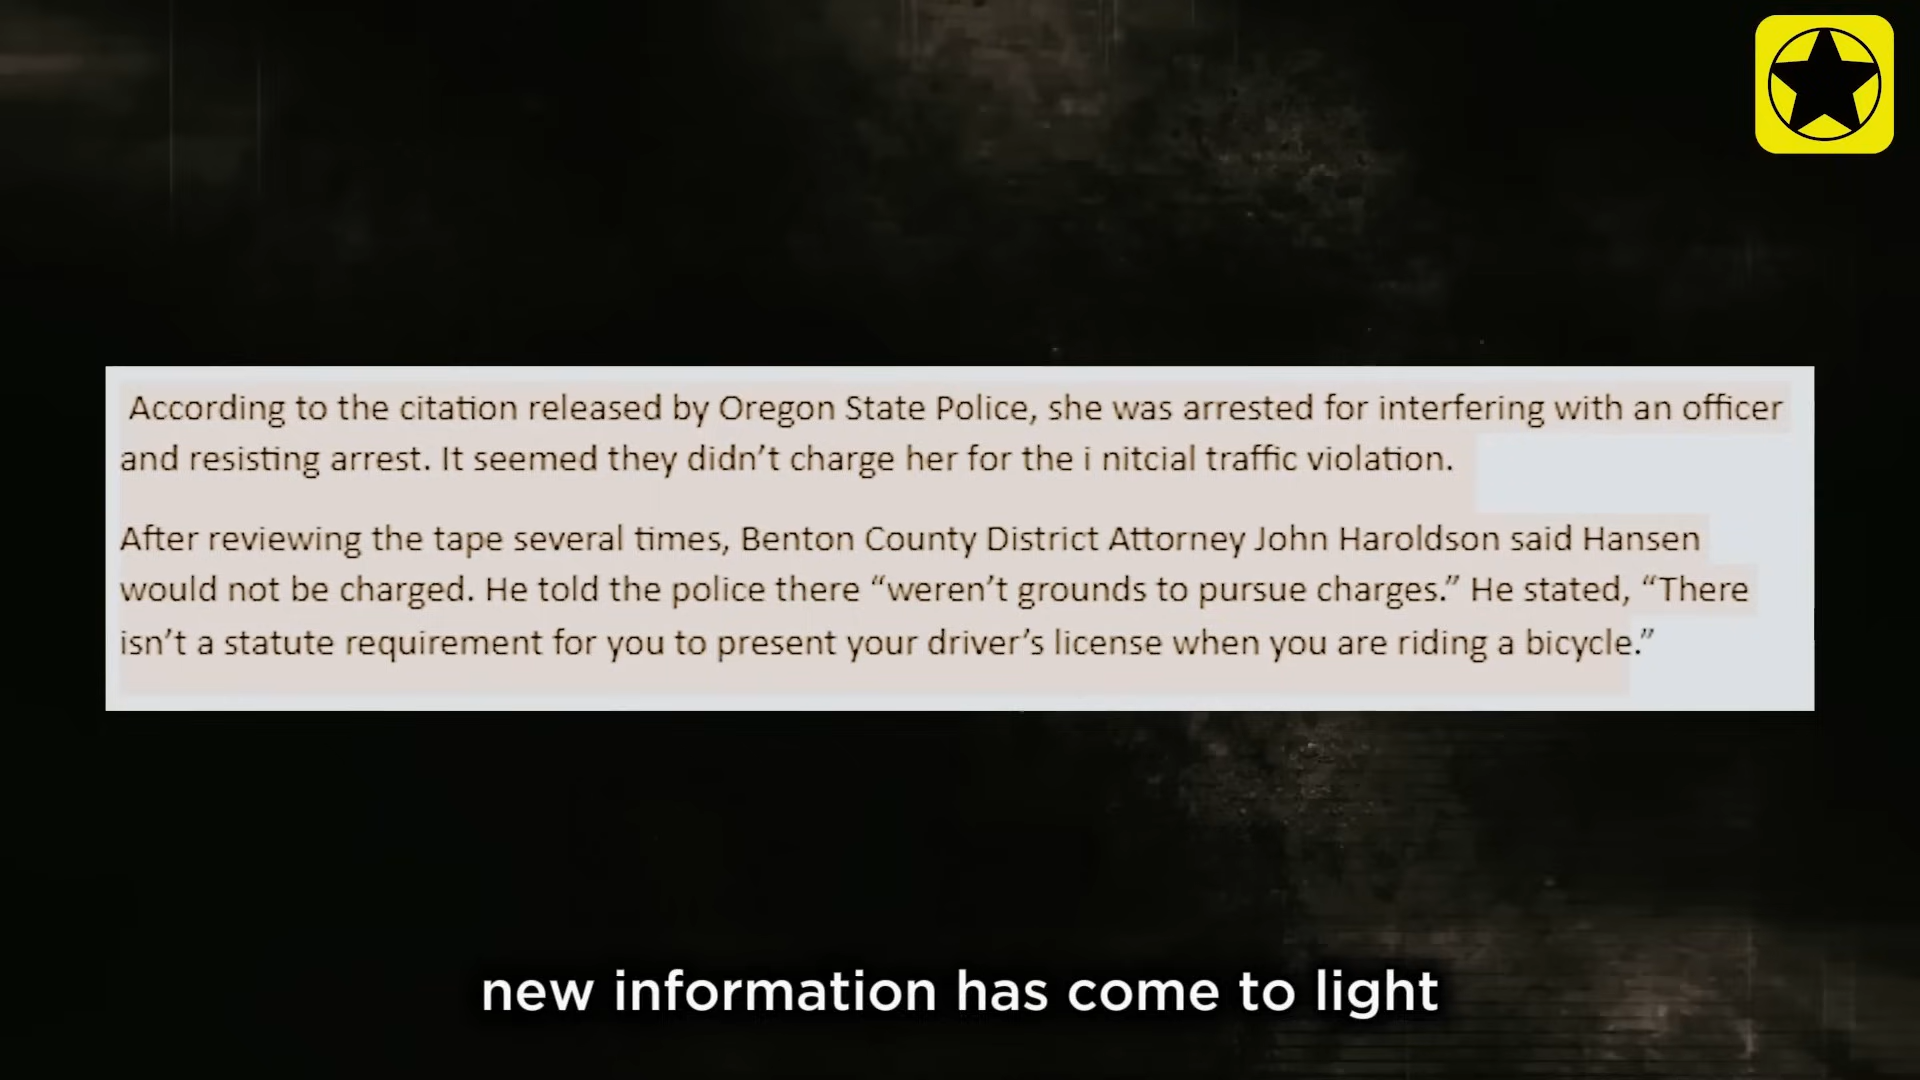 According to the citation released by Oregon State Police, she was arrested for interfering with an officer
and resisting arrest. It seemed they didn’t charge her for the i nitcial traffic violation.
After reviewing the tape several times, Benton County District Attorney John Haroldson said Hansen
would not be charged. He told the police there “weren’t grounds to pursue charges.” He stated, “There
isn’t a statute requirement for you to present your driver’s license when you are riding a bicycle.”
new information has come to light